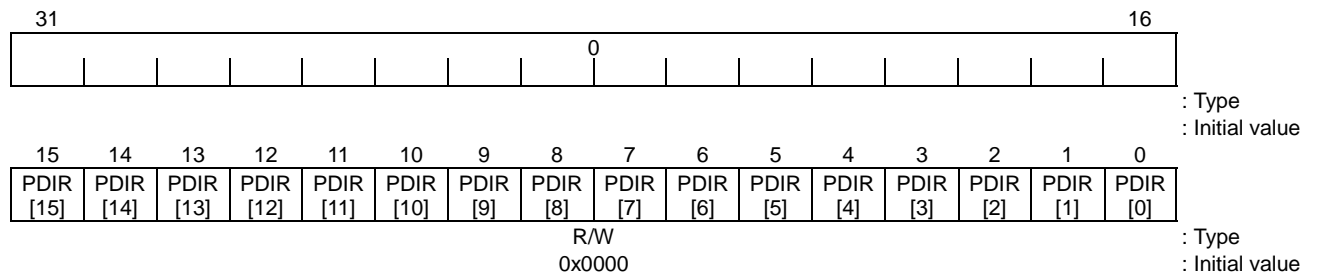 31 16
0
: Type
: Initial value
15 14 13 12 11 10 9 8 7 6 5 4 3 2 1 0
PDIR PDIR PDIR PDIR PDIR PDIR PDIR PDIR PDIR PDIR PDIR PDIR PDIR PDIR PDIR PDIR
[15] [14] [13] [12] [11] [10] [9] [8] [7] [6] [5] [4] [3] [2] [1] [0]
R/W : Type
0x0000 : Initial value